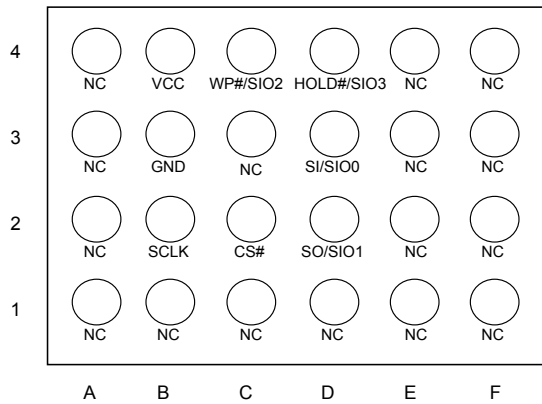 4
NC VCC WP#/SIO2 HOLD#/SIO3 NC NC
3
NC GND NC SI/SIO0 NC NC
2
NC SCLK CS# SO/SIO1 NC NC
1
NC NC NC NC NC NC
A B C D E F